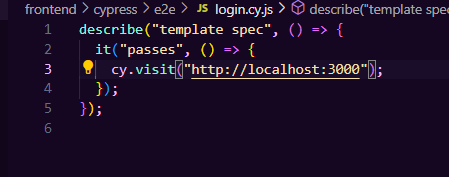 frontend > cypress > e2e > JS login.cy.js > describe("template spec
1 describe("template spec", () => {
2 it("passes", () => {
3 cy.visit("http://localhost:3000");
4 });
5 });
6